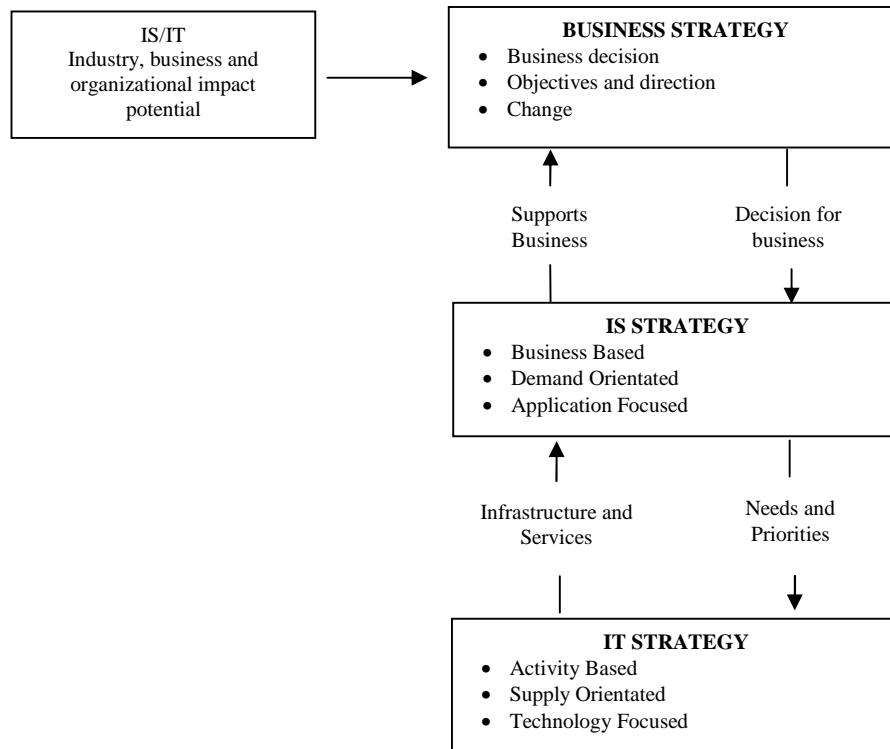 IS/IT
Industry, business and
organizational impact
potential
BUSINESS STRATEGY
• Business decision
• Objectives and direction
• Change
Supports
Business
Decision for
business
IS STRATEGY
• Business Based
• Demand Orientated
• Application Focused
Infrastructure and
Services
Needs and
Priorities
IT STRATEGY
• Activity Based
• Supply Orientated
• Technology Focused